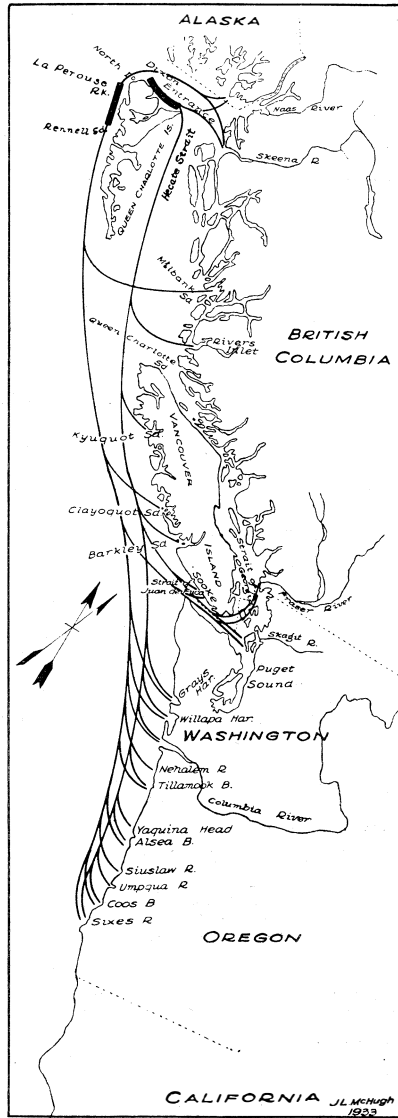 ALASKA
North I.
Dixon
Entrance
La Perouse
Rk.
Naas River
Rennell Sd.
Skeena R
QUEEN CHARLOTTE IS.
Hecate Strait
Milbank
Sd
BRITISH
COLUMBIA
Rivers
Inlet
Queen Charlotte
Sd
Kyuquot Sd.
VANCOUVER
ISLAND
Clayoquot Sd
Barkley Sd
Strait of
Georgia
Strait of
Juan de Fuca
Sooke
Fraser River
Skagit
R.
Puget
Sound
Grays
Har.
Willapa Har.
WASHINGTON
Nehalem R
Tillamook B.
Columbia River
Yaquina Head
Alsea B.
Siuslaw R.
Umpqua R
Coos B
Sixes R
OREGON
CALIFORNIA
JL McHugh
1933